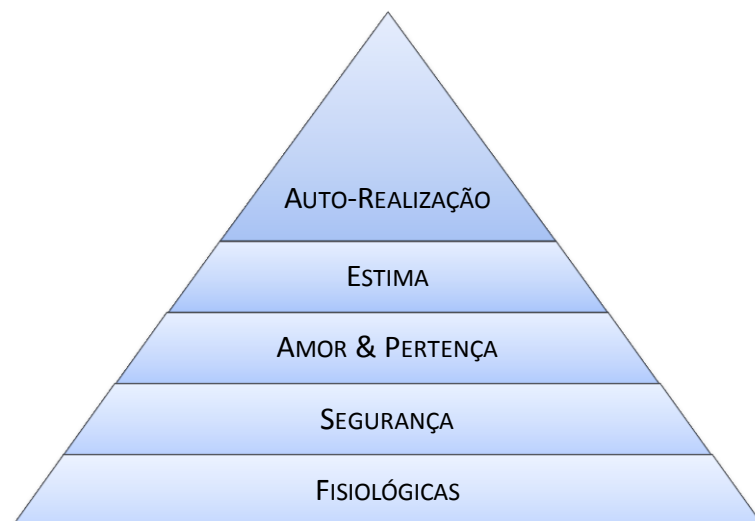 AUTO-REALIZAÇÃO
ESTIMA
AMOR & PERTENÇA
SEGURANÇA
FISIOLÓGICAS